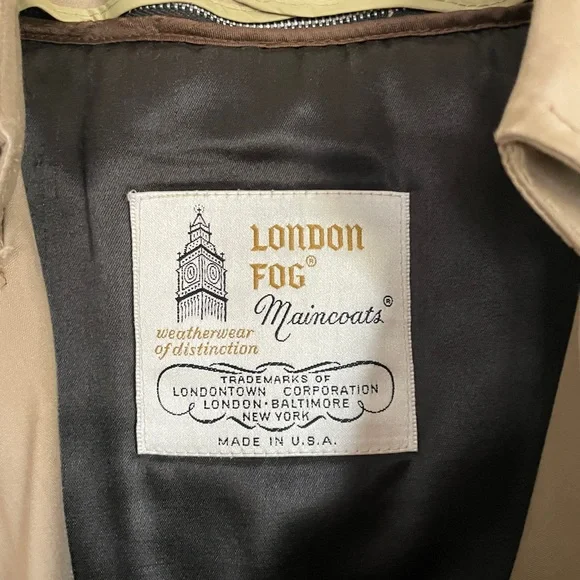 LONDON
FOG®
Maincoats®
weatherwear
of distinction
TRADEMARKS OF
LONDONTOWN CORPORATION
LONDON · BALTIMORE
NEW YORK
MADE IN U.S.A.